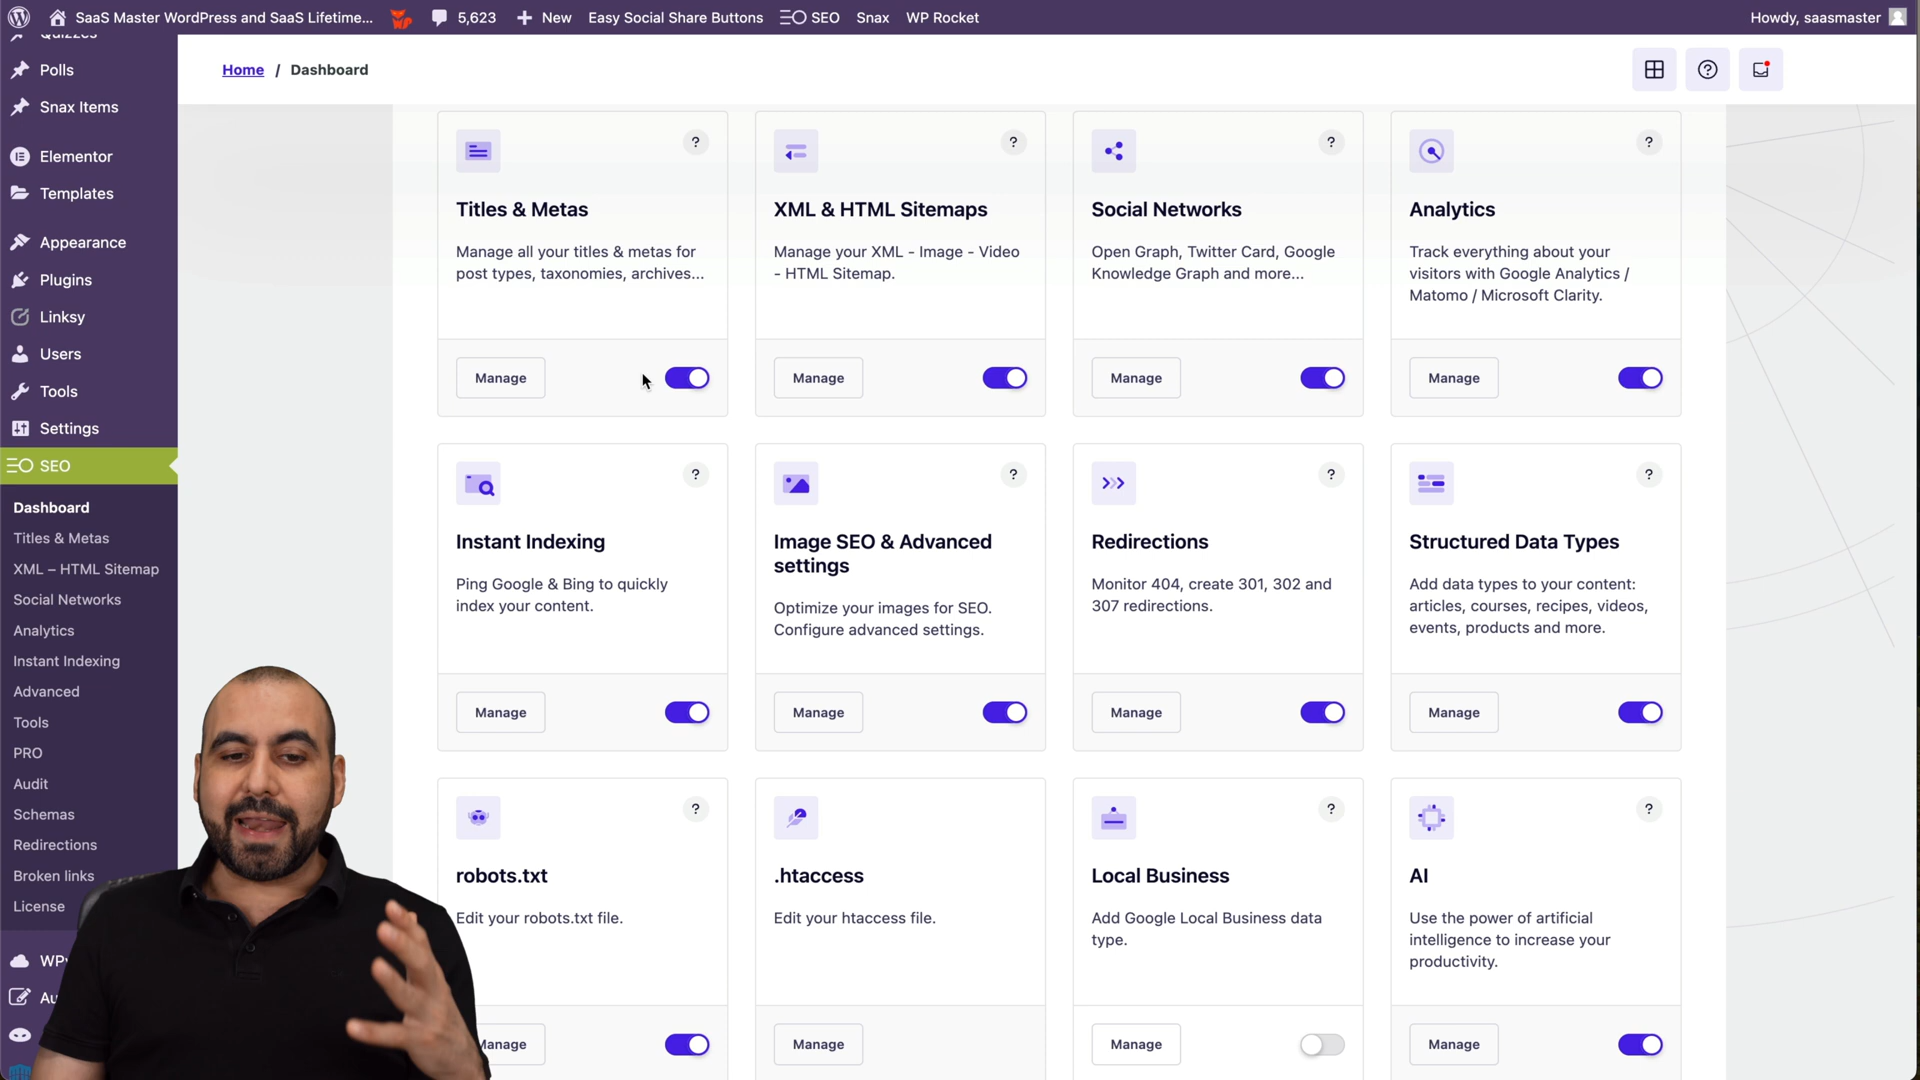 SaaS Master WordPress and SaaS Lifetime... 5,623 New Easy Social Share Buttons SEO Snax WP Rocket Howdy, saasmaster
Quizzes
Polls
Snax Items
Elementor
Templates
Appearance
Plugins
Linksy
Users
Tools
Settings
SEO
Dashboard
Titles & Metas
XML – HTML Sitemap
Social Networks
Analytics
Instant Indexing
Advanced
Tools
PRO
Audit
Schemas
Redirections
Broken links
License
Home / Dashboard
Titles & Metas
Manage all your titles & metas for
post types, taxonomies, archives...
Manage
XML & HTML Sitemaps
Manage your XML - Image - Video
- HTML Sitemap.
Manage
Social Networks
Open Graph, Twitter Card, Google
Knowledge Graph and more...
Manage
Analytics
Track everything about your
visitors with Google Analytics /
Matomo / Microsoft Clarity.
Manage
Instant Indexing
Ping Google & Bing to quickly
index your content.
Manage
Image SEO & Advanced
settings
Optimize your images for SEO.
Configure advanced settings.
Manage
Redirections
Monitor 404, create 301, 302 and
307 redirections.
Manage
Structured Data Types
Add data types to your content:
articles, courses, recipes, videos,
events, products and more.
Manage
robots.txt
Edit your robots.txt file.
Manage
.htaccess
Edit your htaccess file.
Manage
Local Business
Add Google Local Business data
type.
Manage
AI
Use the power of artificial
intelligence to increase your
productivity.
Manage